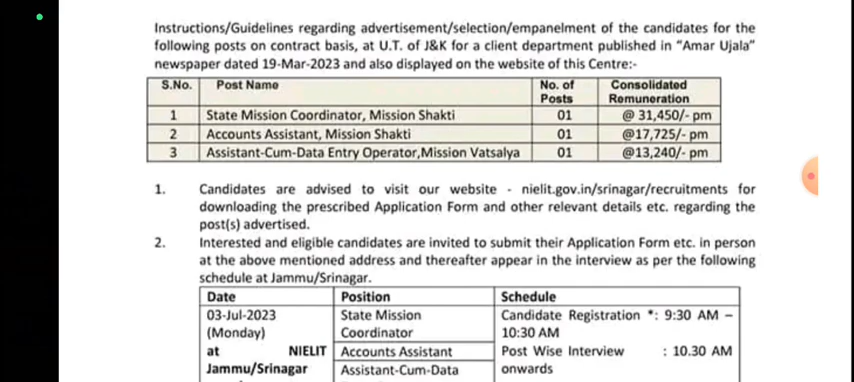 Instructions/Guidelines regarding advertisement/selection/empanelment of the candidates for the
following posts on contract basis, at U.T. of J&K for a client department published in "Amar Ujala"
newspaper dated 19-Mar-2023 and also displayed on the website of this Centre:-
S.No. Post Name No. of Posts Consolidated Remuneration
1 State Mission Coordinator, Mission Shakti 01 @ 31,450/- pm
2 Accounts Assistant, Mission Shakti 01 @17,725/- pm
3 Assistant-Cum-Data Entry Operator,Mission Vatsalya 01 @13,240/- pm
1. Candidates are advised to visit our website - nielit.gov.in/srinagar/recruitments for
downloading the prescribed Application Form and other relevant details etc. regarding the
post(s) advertised.
2. Interested and eligible candidates are invited to submit their Application Form etc. in person
at the above mentioned address and thereafter appear in the interview as per the following
schedule at Jammu/Srinagar.
Date Position Schedule
03-Jul-2023 State Mission Candidate Registration *: 9:30 AM –
(Monday) Coordinator 10:30 AM
at NIELIT Accounts Assistant Post Wise Interview : 10.30 AM
Jammu/Srinagar Assistant-Cum-Data onwards